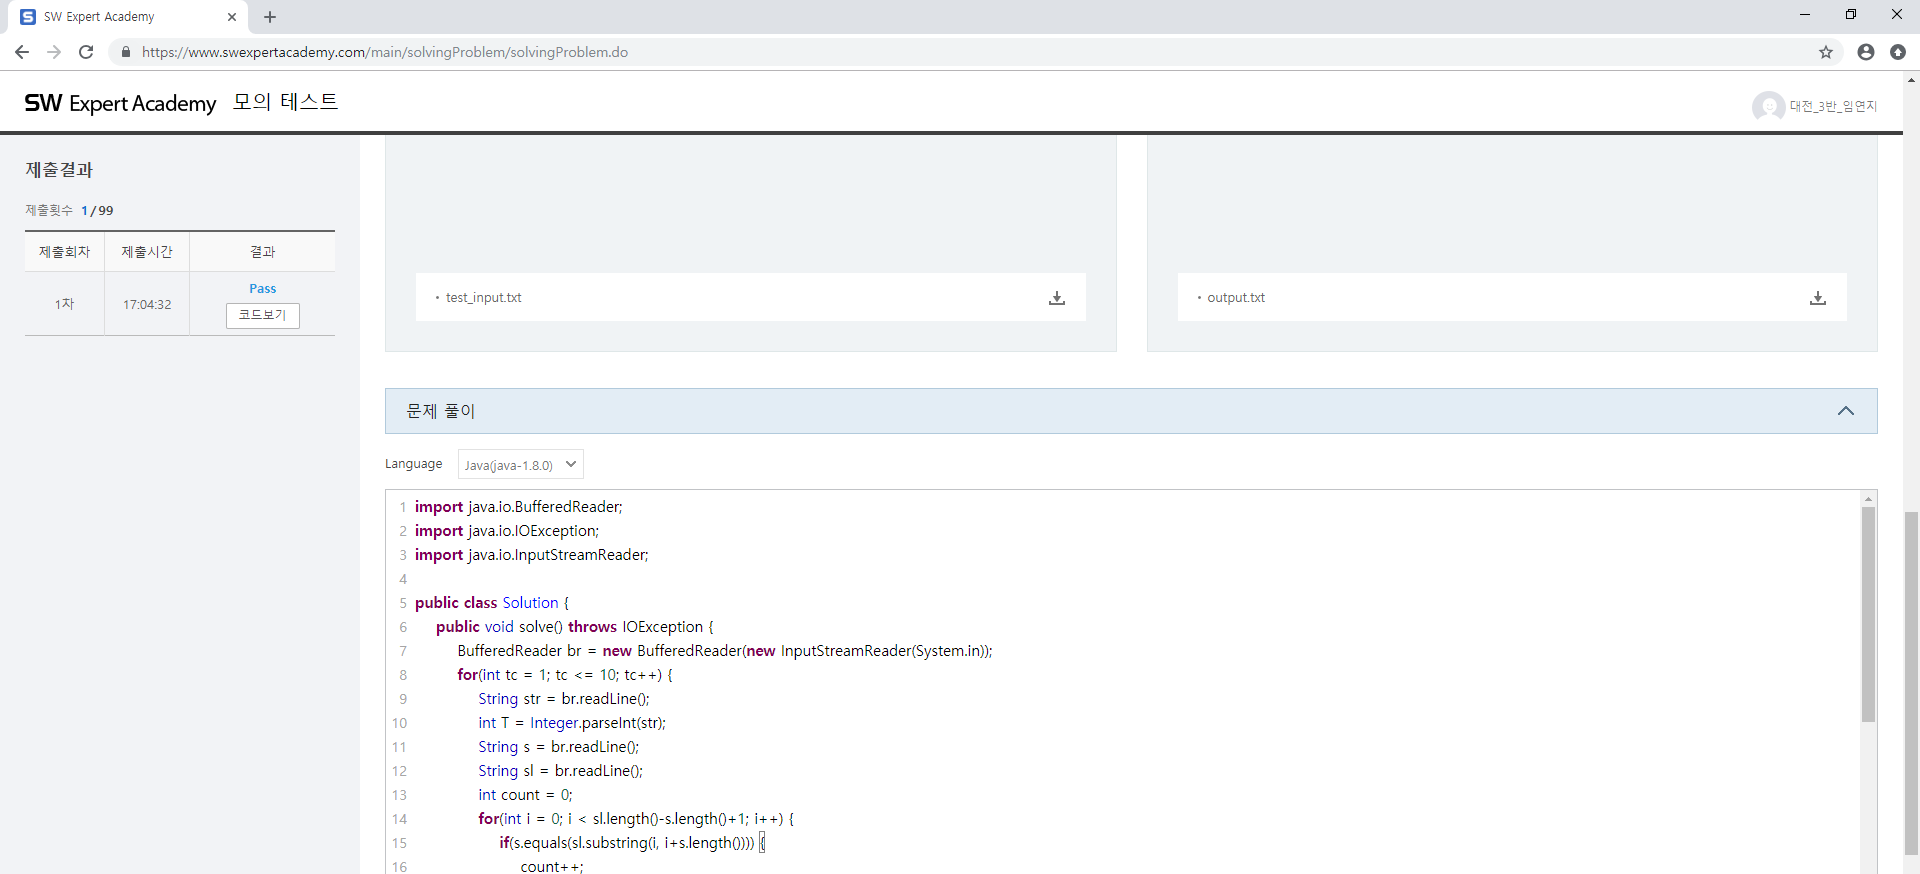 SW Expert Academy
https://www.swexpertacademy.com/main/solvingProblem/solvingProblem.do
SW Expert Academy 모의 테스트
대전_3반_임연지
제출결과
제출횟수 1 / 99
제출회차 제출시간 결과
1차 17:04:32 Pass
코드보기
test_input.txt
output.txt
문제 풀이
Language Java(java-1.8.0)
1 import java.io.BufferedReader;
2 import java.io.IOException;
3 import java.io.InputStreamReader;
4
5 public class Solution {
6 public void solve() throws IOException {
7 BufferedReader br = new BufferedReader(new InputStreamReader(System.in));
8 for(int tc = 1; tc <= 10; tc++) {
9 String str = br.readLine();
10 int T = Integer.parseInt(str);
11 String s = br.readLine();
12 String sl = br.readLine();
13 int count = 0;
14 for(int i = 0; i < sl.length()-s.length()+1; i++) {
15 if(s.equals(sl.substring(i, i+s.length()))) {
16 count++;